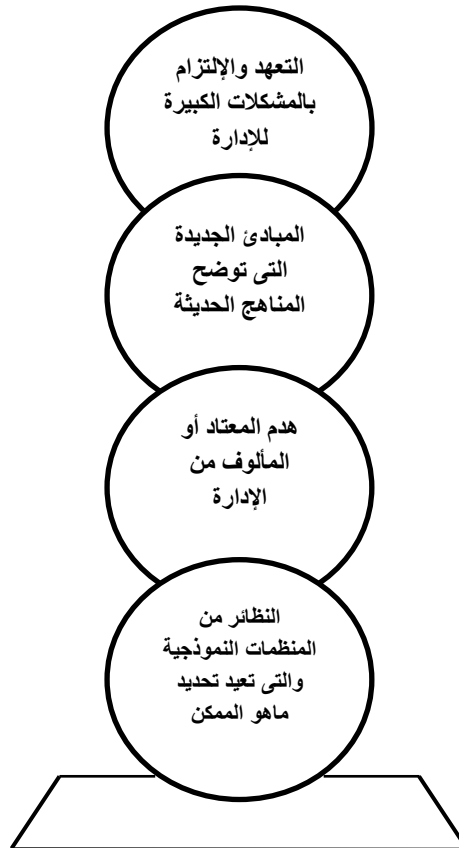 التعهد والإلتزام
بالمشكلات الكبيرة
للإدارة
المبادئ الجديدة
التى توضح
المناهج الحديثة
هدم المعتاد أو
المألوف من
الإدارة
النظائر من
المنظمات النموذجية
والتى تعيد تحديد
ماهو الممكن